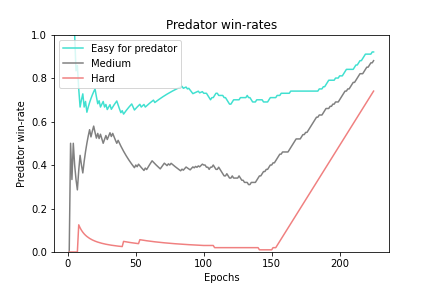 Predator win-rates
Easy for predator
Medium
Hard
Predator win-rate
1.0
0.8
0.6
0.4
0.2
0.0
0
50
100
150
200
Epochs